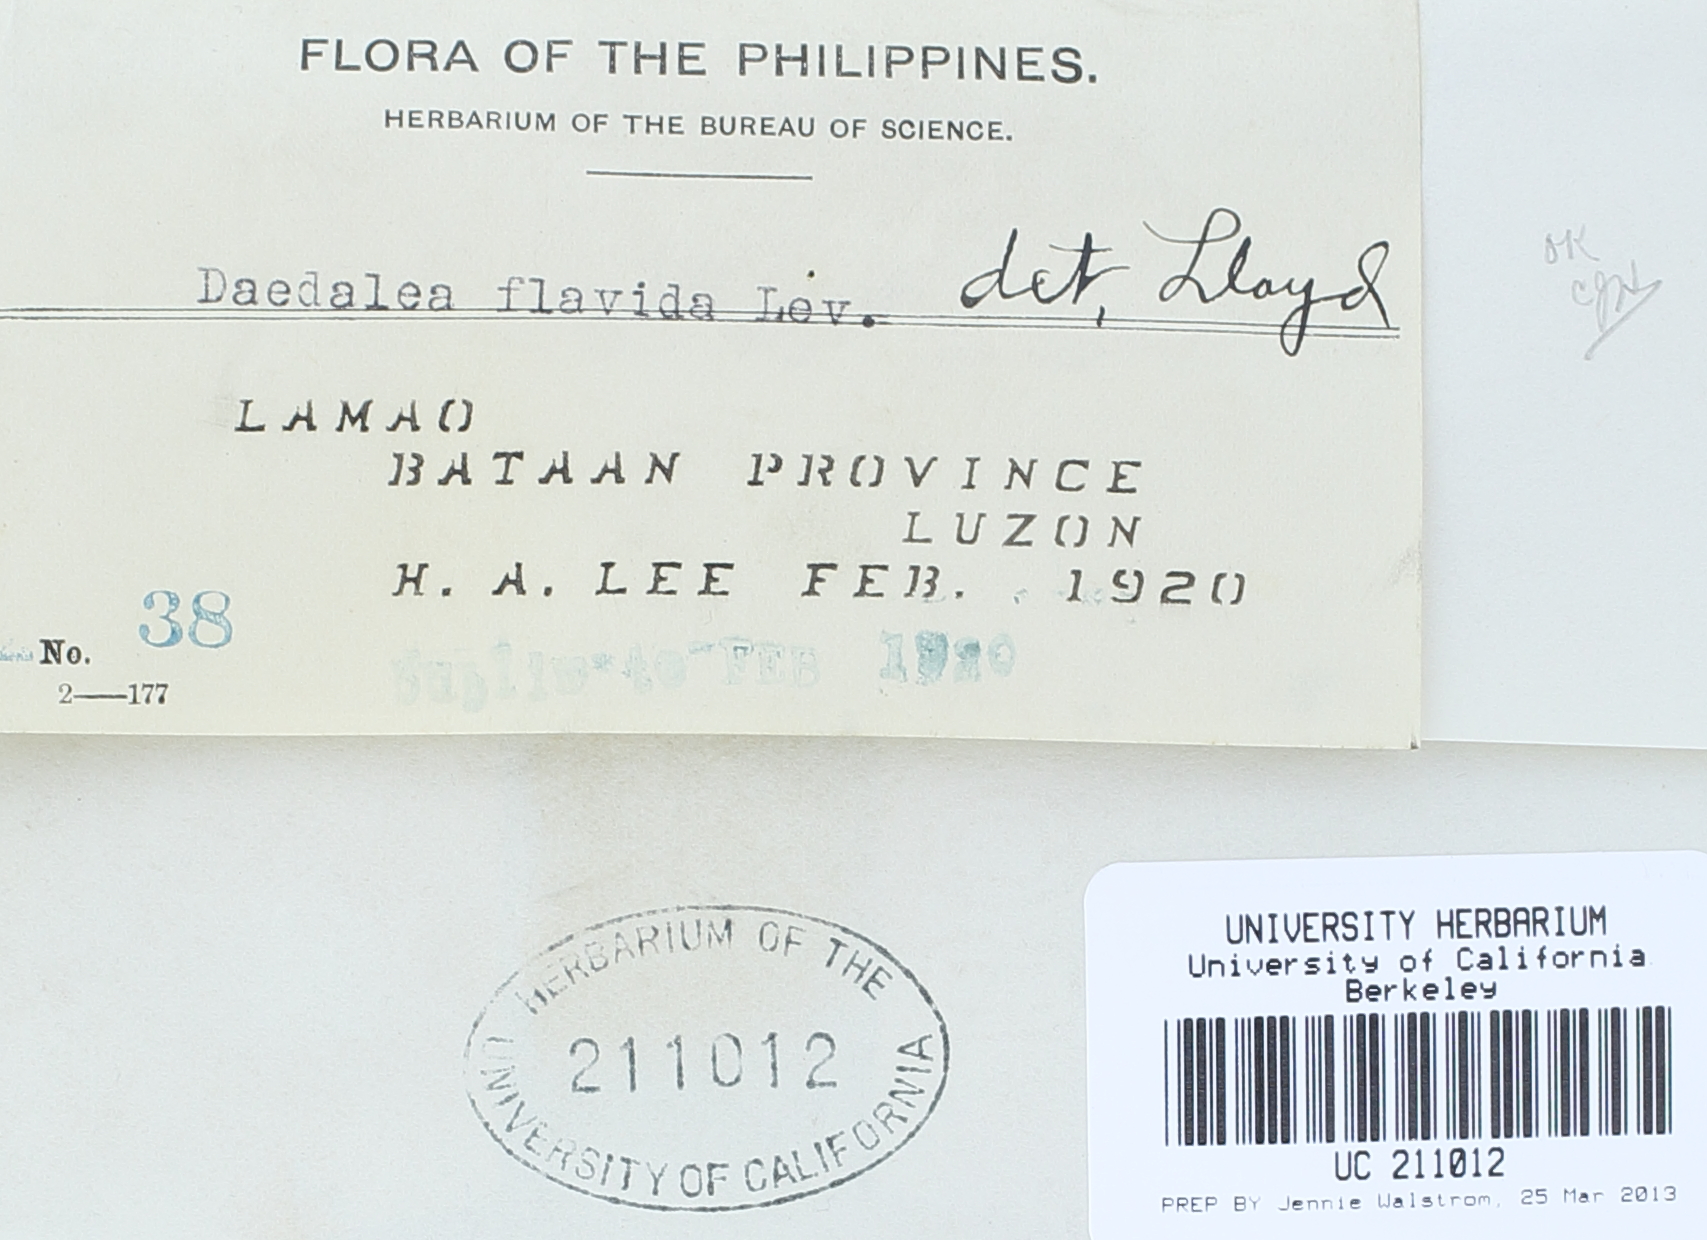 FLORA OF THE PHILIPPINES.
HERBARIUM OF THE BUREAU OF SCIENCE.
Daedalea flavida Lev. det, Lloyd
OK
LAMAO
BATAAN PROVINCE
LUZON
H. A. LEE FEB. 1920
No. 38
FEB 1920
2—177
HERBARIUM OF THE
211012
UNIVERSITY OF CALIFORNIA
UNIVERSITY HERBARIUM
University of California
Berkeley
UC 211012
PREP BY Jennie Walstrom, 25 Mar 2013